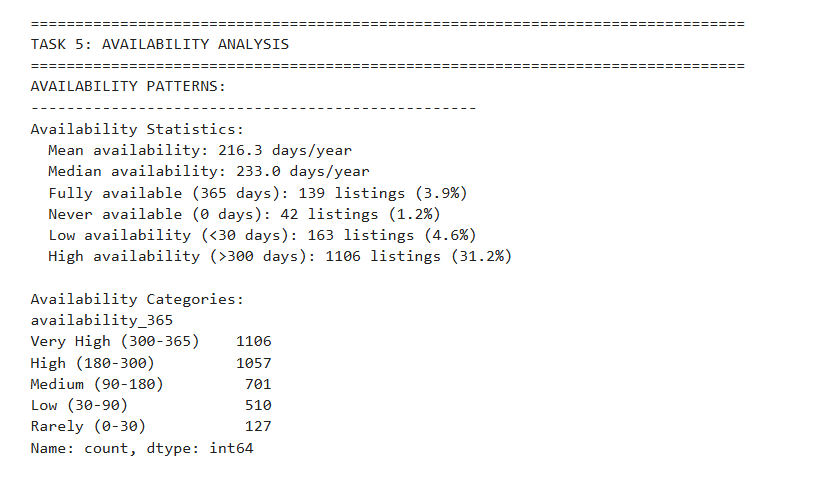 ================================================================================
TASK 5: AVAILABILITY ANALYSIS
================================================================================
AVAILABILITY PATTERNS:
--------------------------------------------------
Availability Statistics:
  Mean availability: 216.3 days/year
  Median availability: 233.0 days/year
  Fully available (365 days): 139 listings (3.9%)
  Never available (0 days): 42 listings (1.2%)
  Low availability (<30 days): 163 listings (4.6%)
  High availability (>300 days): 1106 listings (31.2%)

Availability Categories:
availability_365
Very High (300-365)    1106
High (180-300)         1057
Medium (90-180)         701
Low (30-90)             510
Rarely (0-30)           127
Name: count, dtype: int64